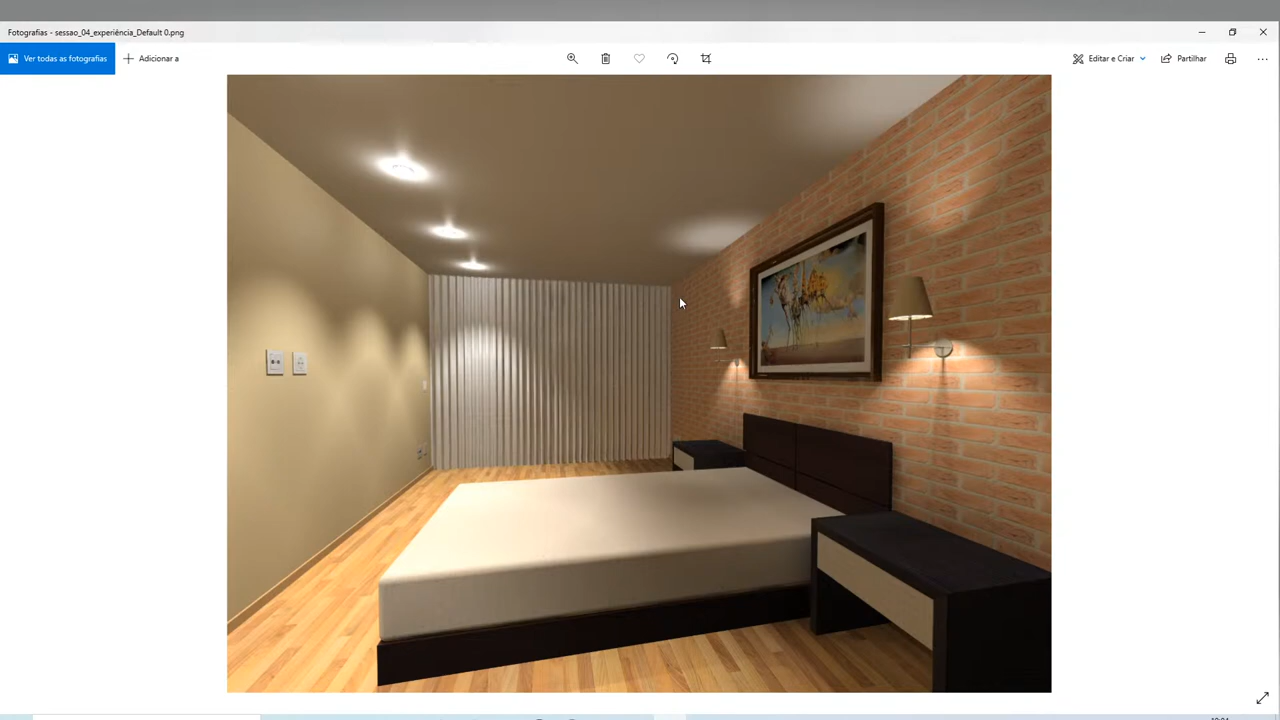 Fotografias - sessao_04_experiência_Default 0.png
Ver todas as fotografias
Adicionar a
Editar e Criar
Partilhar